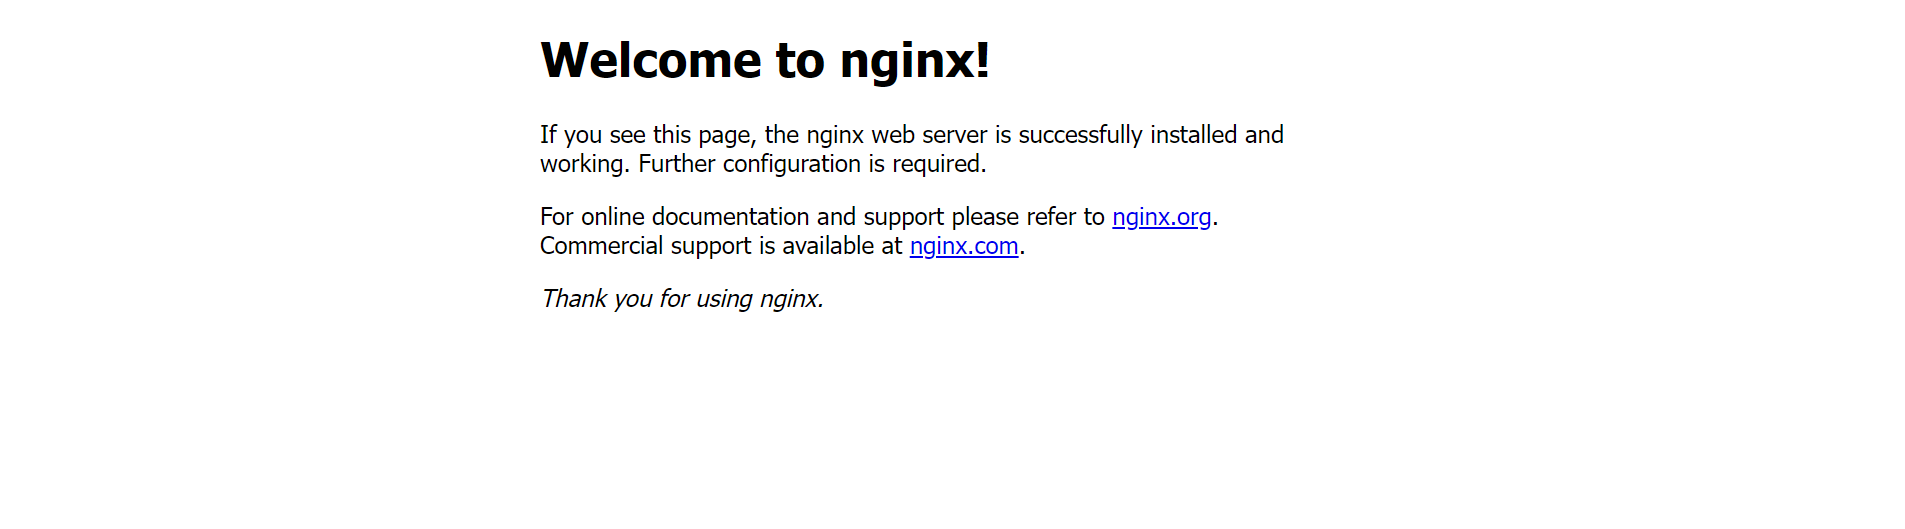 Welcome to nginx!
If you see this page, the nginx web server is successfully installed and
working. Further configuration is required.
For online documentation and support please refer to nginx.org.
Commercial support is available at nginx.com.
Thank you for using nginx.